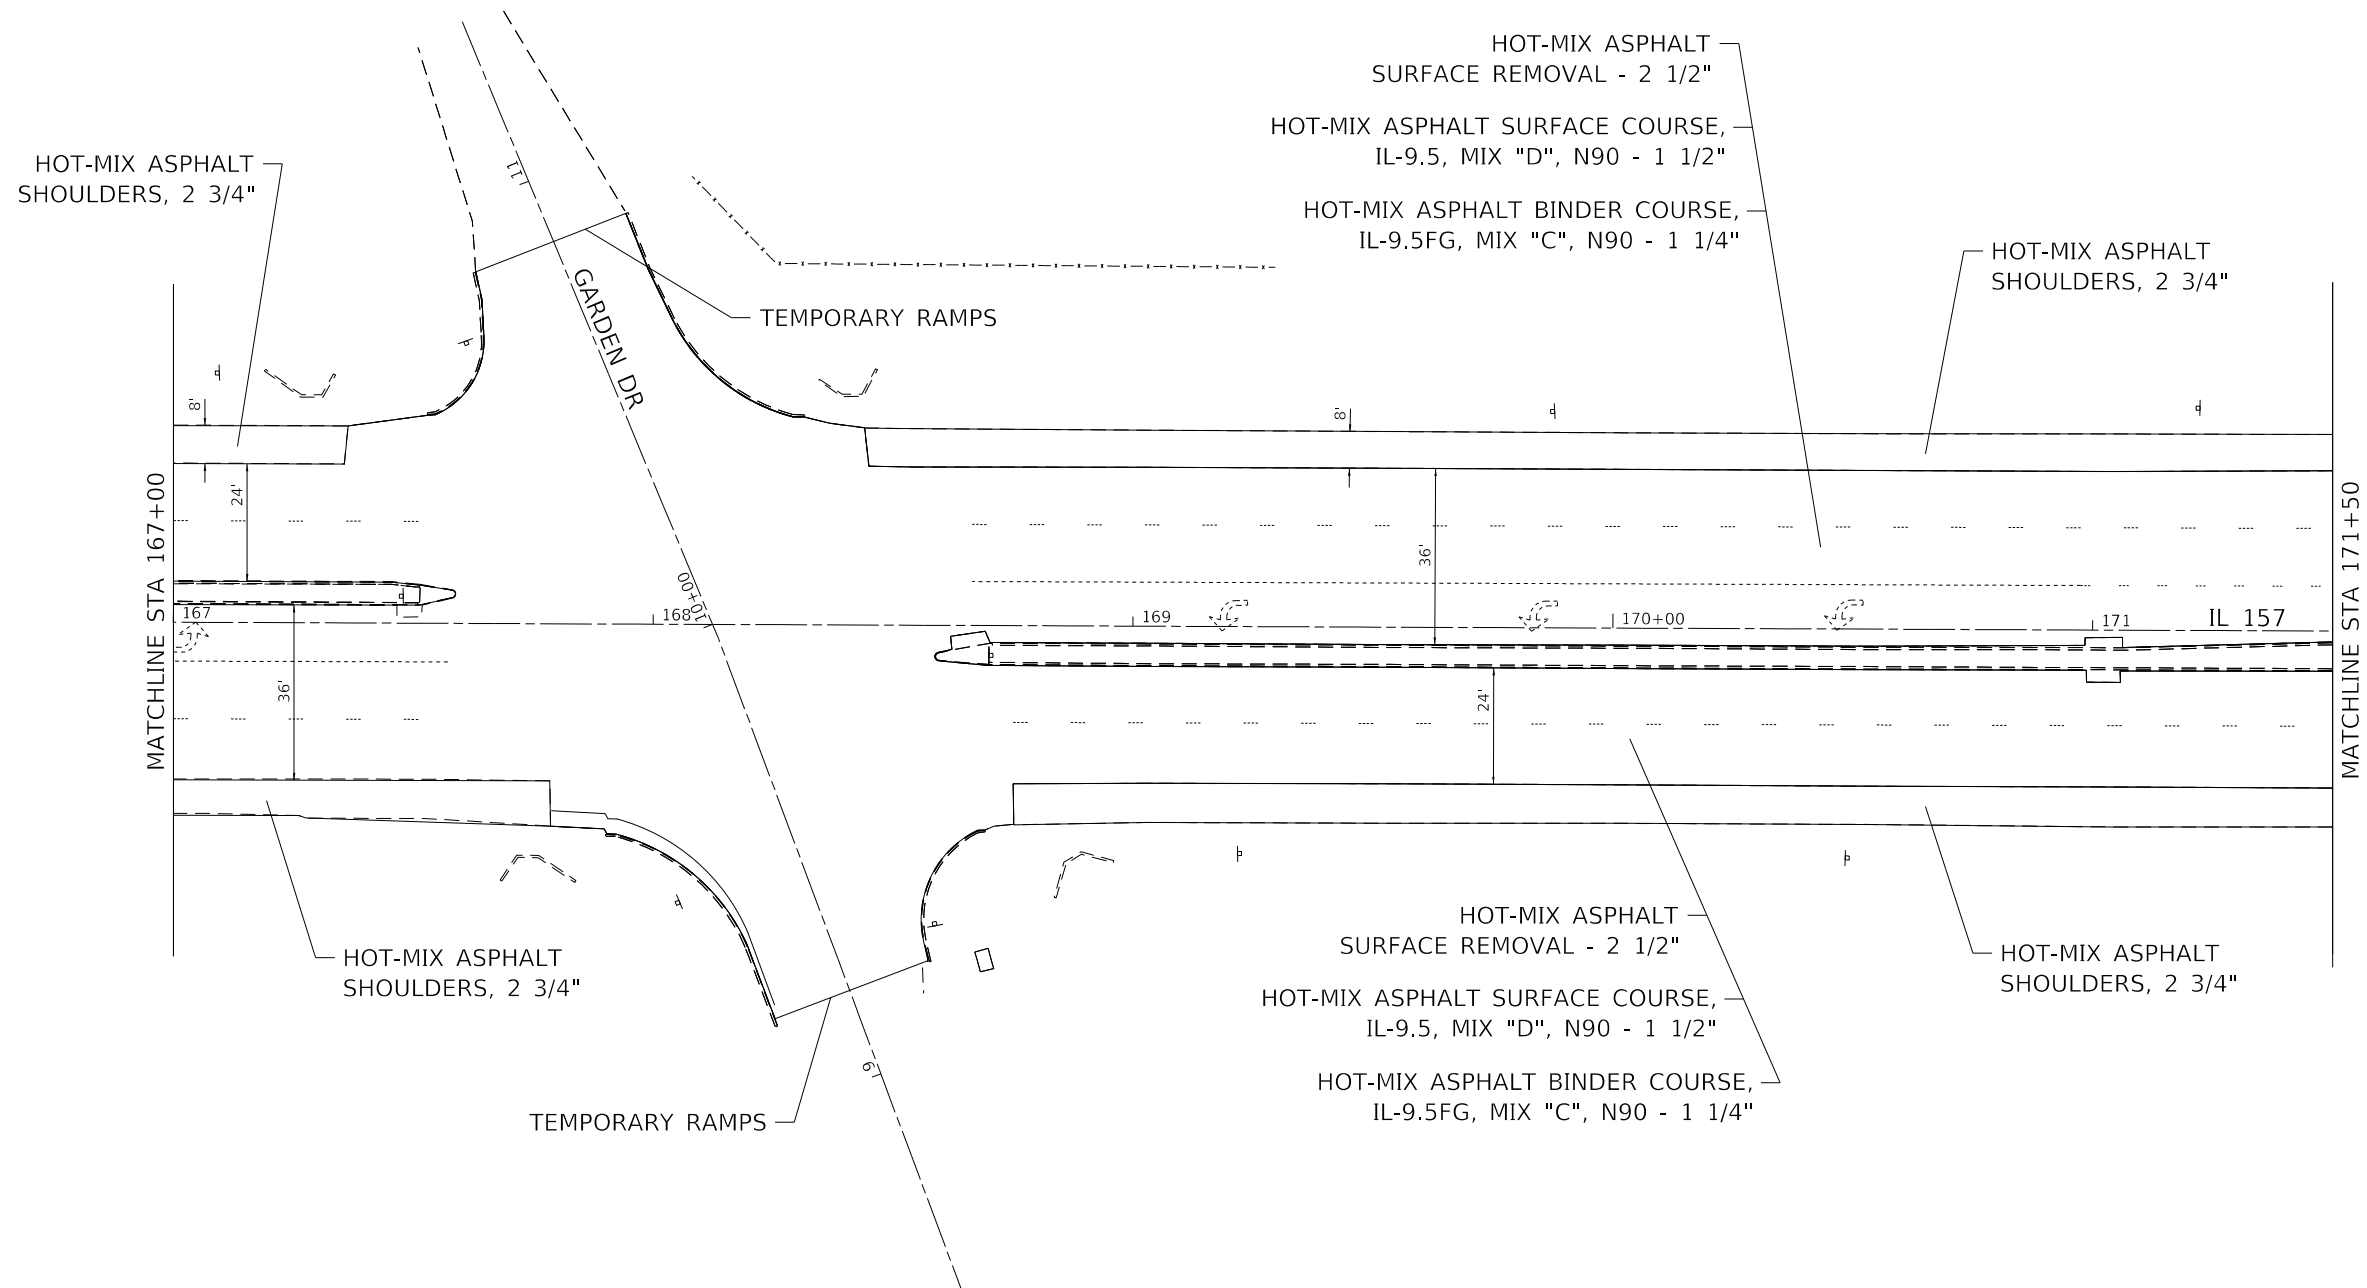 HOT-MIX ASPHALT
SURFACE REMOVAL - 2 1/2"
HOT-MIX ASPHALT SURFACE COURSE,
IL-9.5, MIX "D", N90 - 1 1/2"
HOT-MIX ASPHALT BINDER COURSE,
IL-9.5FG, MIX "C", N90 - 1 1/4"
HOT-MIX ASPHALT
SHOULDERS, 2 3/4"
HOT-MIX ASPHALT
SHOULDERS, 2 3/4"
11
GARDEN DR
TEMPORARY RAMPS
8'
8'
24'
36'
MATCHLINE STA 167+00
MATCHLINE STA 171+50
10+00
167
168
169
170+00
171
IL 157
36'
24'
HOT-MIX ASPHALT
SHOULDERS, 2 3/4"
HOT-MIX ASPHALT
SURFACE REMOVAL - 2 1/2"
HOT-MIX ASPHALT SURFACE COURSE,
IL-9.5, MIX "D", N90 - 1 1/2"
HOT-MIX ASPHALT BINDER COURSE,
IL-9.5FG, MIX "C", N90 - 1 1/4"
HOT-MIX ASPHALT
SHOULDERS, 2 3/4"
9
TEMPORARY RAMPS